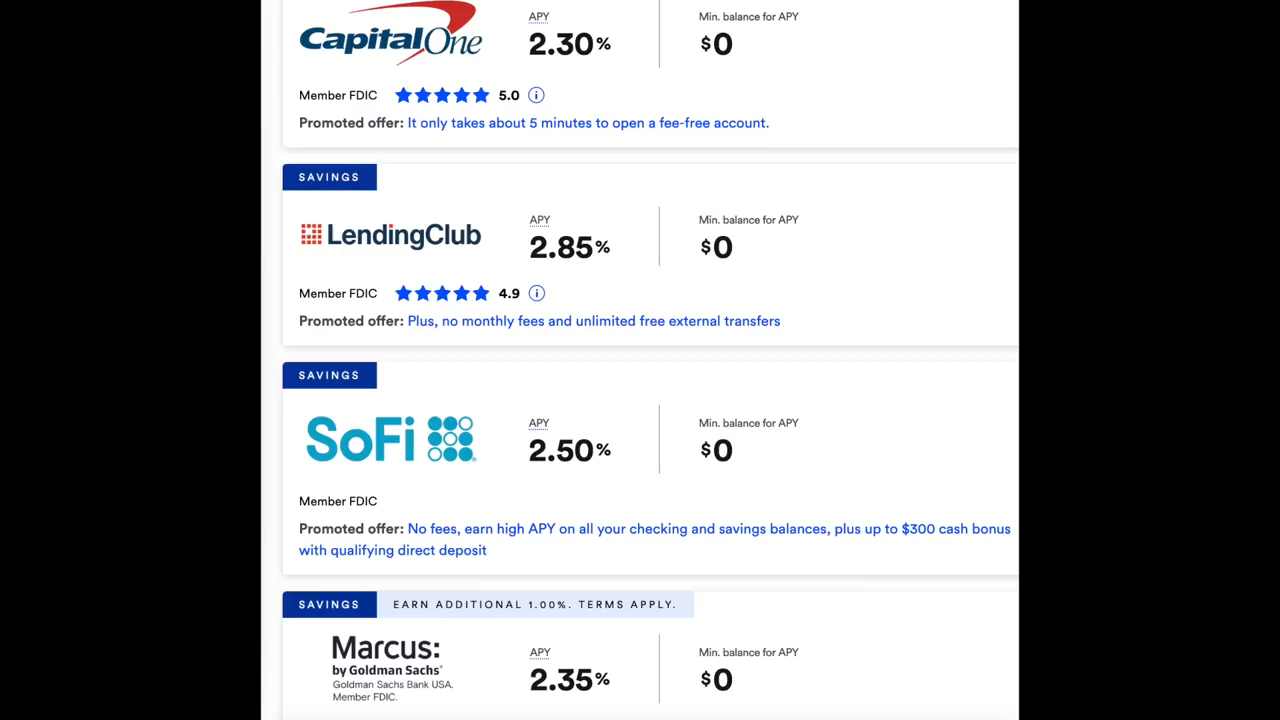 CapitalOne
APY
2.30%
Min. balance for APY
$0
Member FDIC 5.0 i
Promoted offer: It only takes about 5 minutes to open a fee-free account.
SAVINGS
LendingClub
APY
2.85%
Min. balance for APY
$0
Member FDIC 4.9 i
Promoted offer: Plus, no monthly fees and unlimited free external transfers
SAVINGS
SoFi
APY
2.50%
Min. balance for APY
$0
Member FDIC
Promoted offer: No fees, earn high APY on all your checking and savings balances, plus up to $300 cash bonus
with qualifying direct deposit
SAVINGS EARN ADDITIONAL 1.00%. TERMS APPLY.
Marcus:
by Goldman Sachs®
Goldman Sachs Bank USA.
Member FDIC.
APY
2.35%
Min. balance for APY
$0